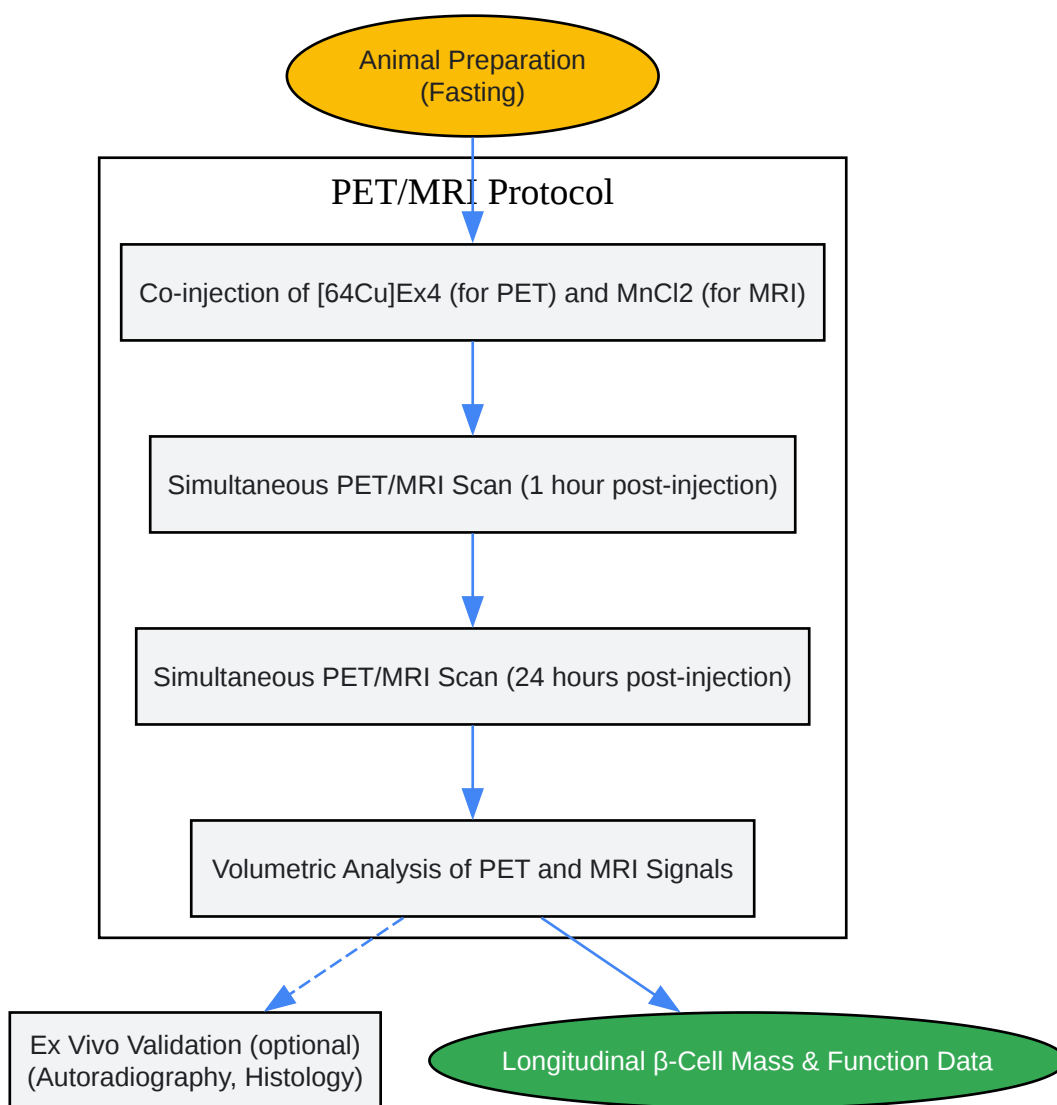 Animal Preparation
(Fasting)
PET/MRI Protocol
Co-injection of [64Cu]Ex4 (for PET) and MnCl2 (for MRI)
Simultaneous PET/MRI Scan (1 hour post-injection)
Simultaneous PET/MRI Scan (24 hours post-injection)
Volumetric Analysis of PET and MRI Signals
Ex Vivo Validation (optional)
(Autoradiography, Histology)
Longitudinal β-Cell Mass & Function Data